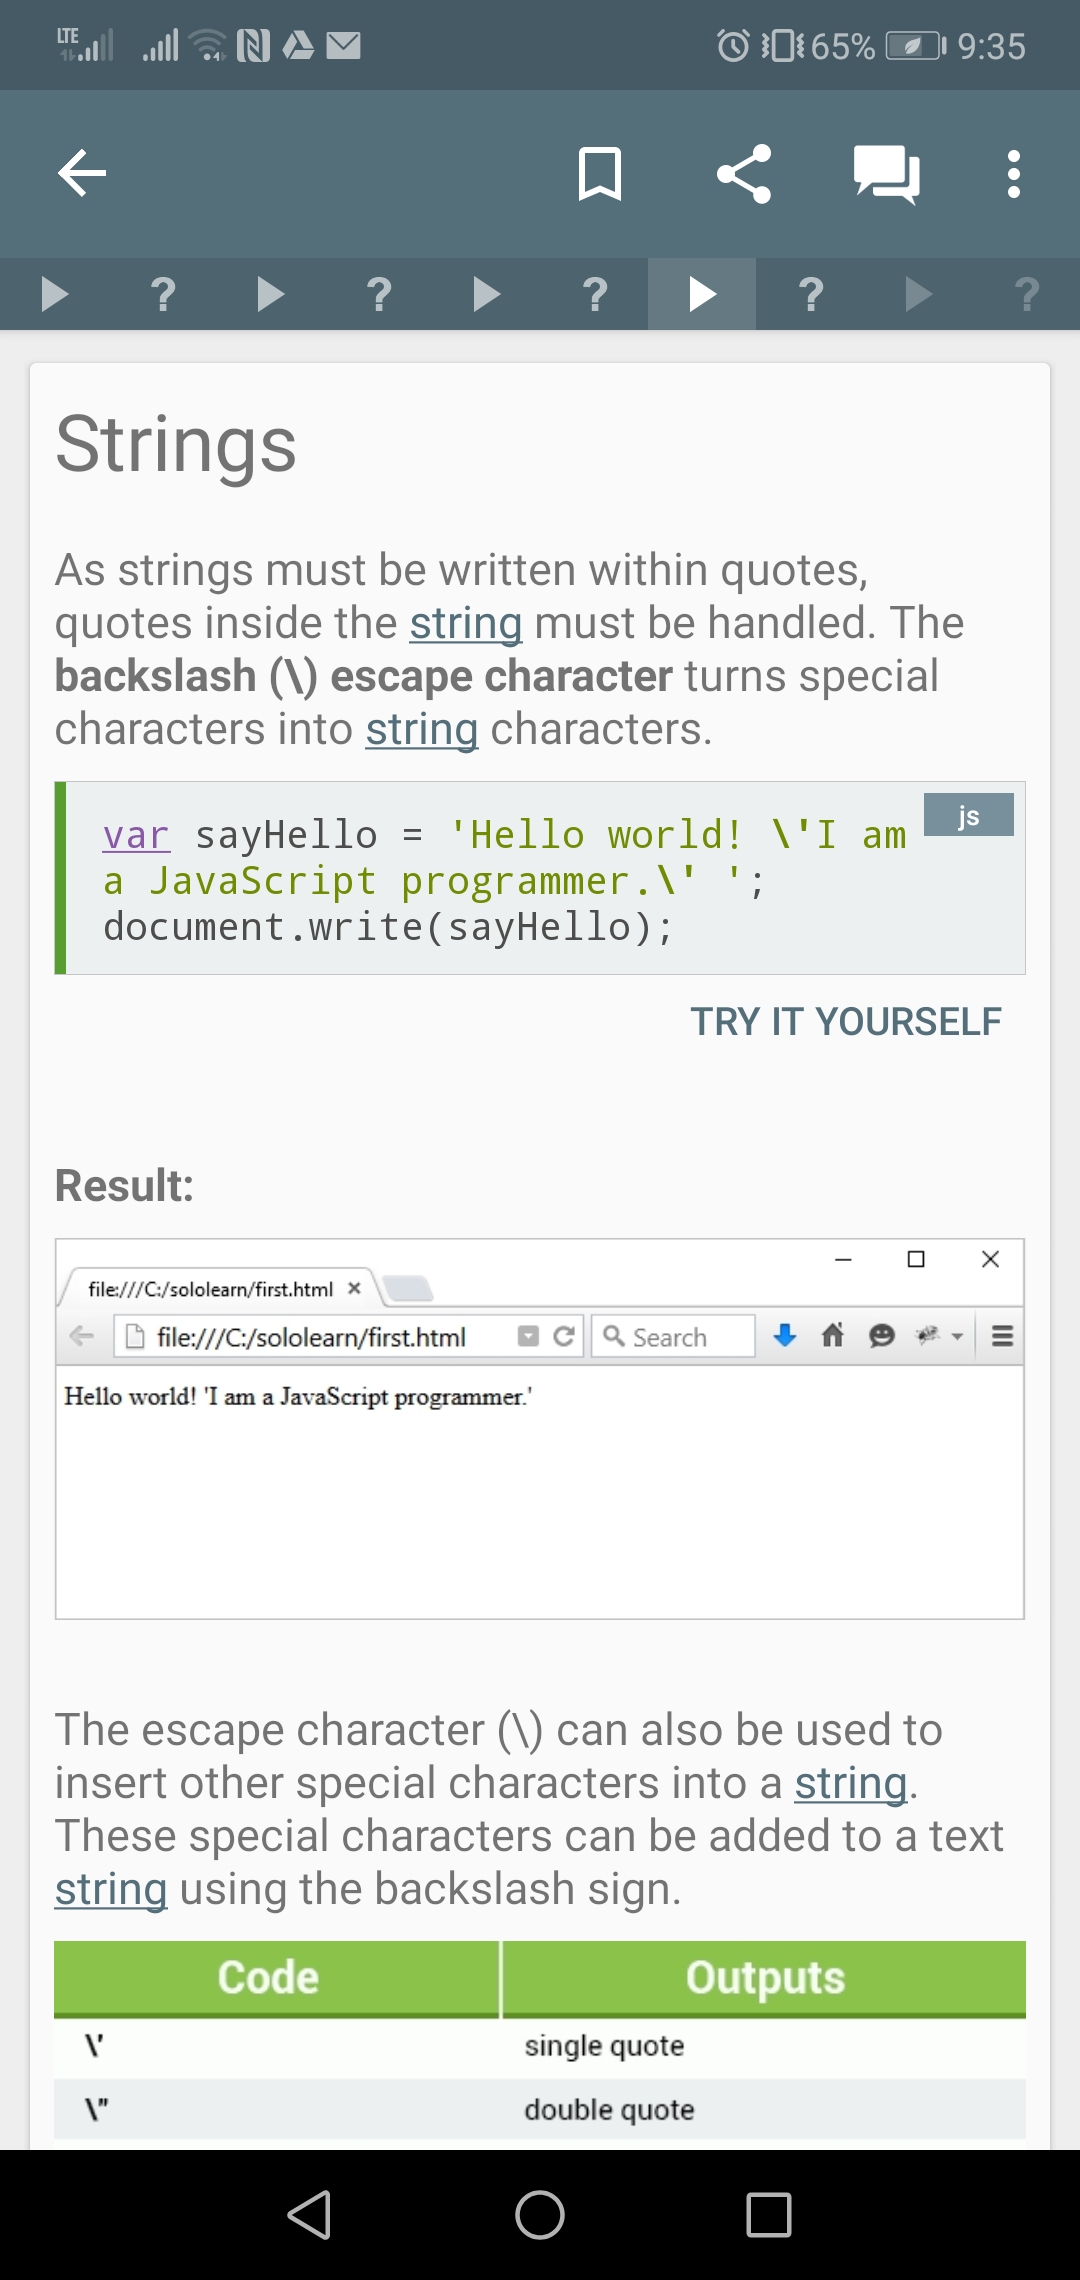 LTE 65% 9:35
? ? ? ? ?
Strings
As strings must be written within quotes,
quotes inside the string must be handled. The
backslash (\) escape character turns special
characters into string characters.
js
var sayHello = 'Hello world! \'I am
a JavaScript programmer.\' ';
document.write(sayHello);
TRY IT YOURSELF
Result:
file:///C:/sololearn/first.html
file:///C:/sololearn/first.html Search
Hello world! 'I am a JavaScript programmer.'
The escape character (\) can also be used to
insert other special characters into a string.
These special characters can be added to a text
string using the backslash sign.
Code Outputs
\' single quote
\" double quote